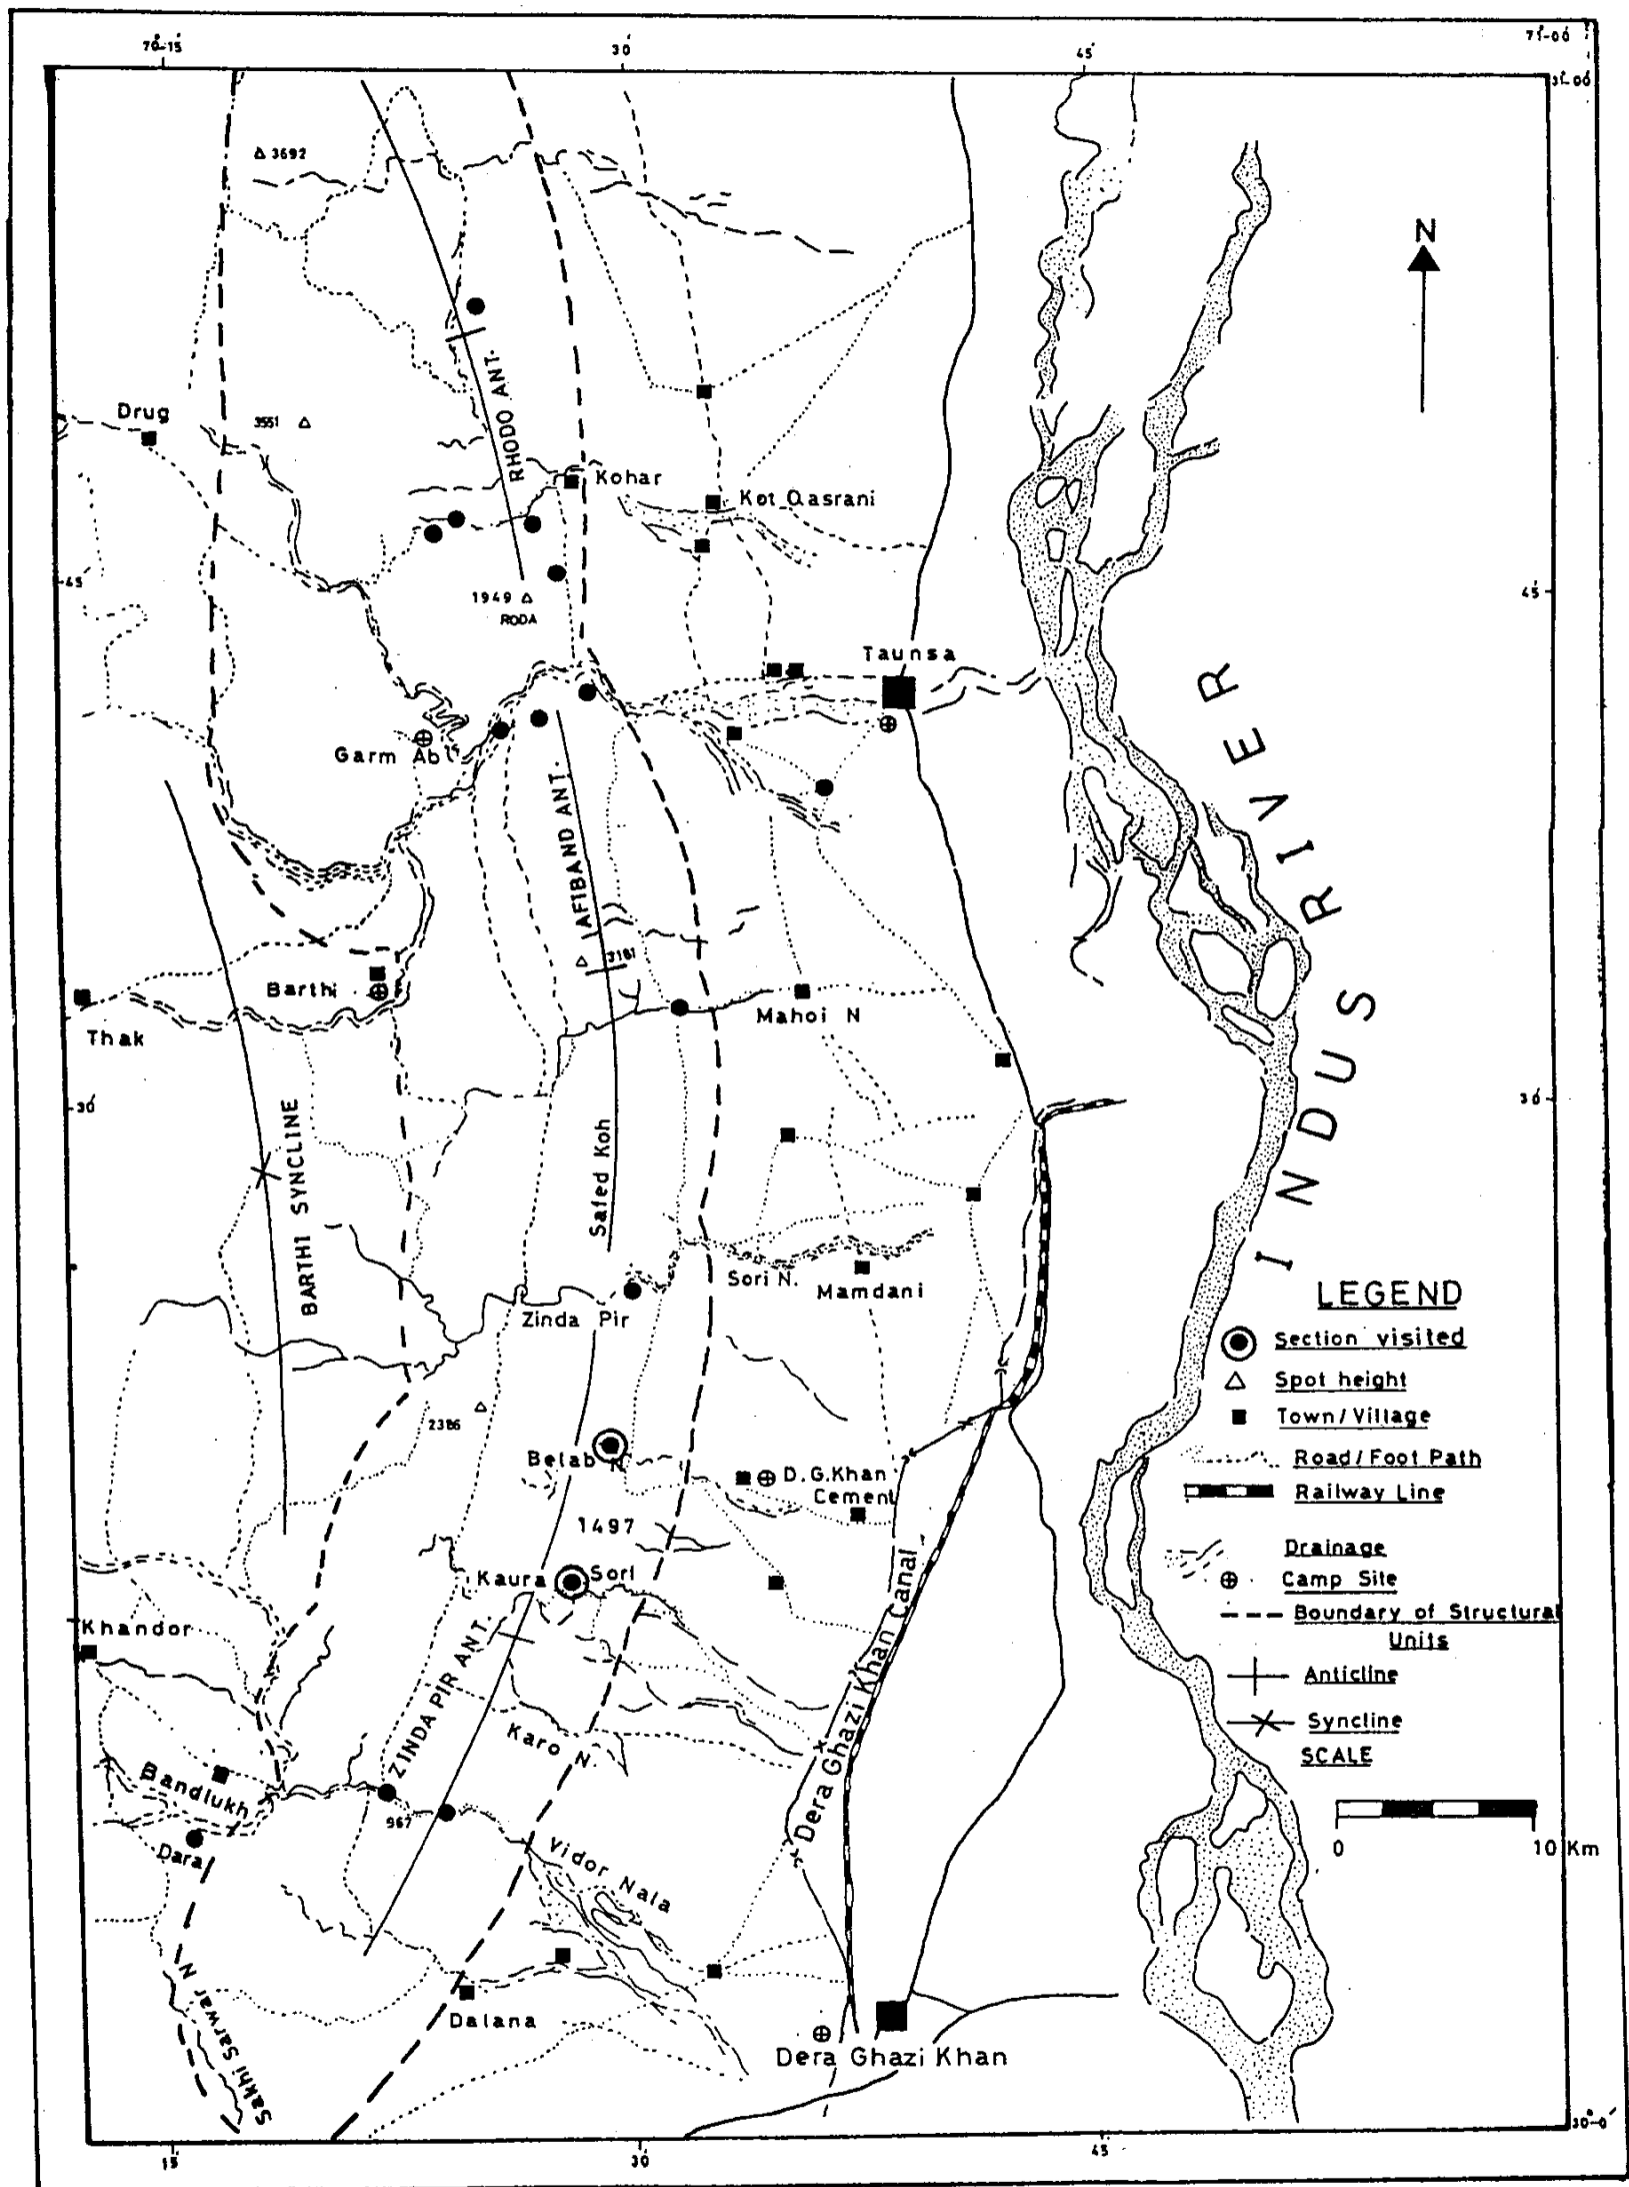 70°-15'
30'
45'
71°-00
31°-00
3692
N
RHODO ANT.
Drug
3551
Kohar
Kot Qasrani
45
45'
1949
RODA
Taunsa
Garm Ab
AFIBAND ANT.
3161
Barthi
Thak
Mahoi N
INDUS RIVER
30'
30'
BARTHI SYNCLINE
Safed Koh
Sori N.
Mamdani
Zinda Pir
2386
Belab N
D.G.Khan
Cement
1497
Kaura
Sori
Khandor
ZINDA PIR ANT.
Karo N.
Dera Ghazi Khan Canal
Bandlukh
967
Dara
Vidor Nala
Sakhi Sarwar N
Dalana
Dera Ghazi Khan
LEGEND
Section visited
Spot height
Town/Village
Road/Foot Path
Railway Line
Drainage
Camp Site
Boundary of Structural
Units
Anticline
Syncline
SCALE
0
10 Km
30°-0'
15'
30'
45'